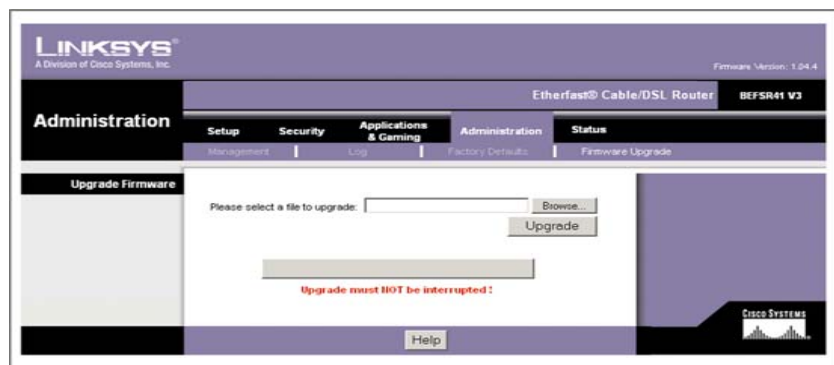 LINKSYS®
A Division of Cisco Systems, Inc.
Firmware Version: 1.04.4
Etherfast® Cable/DSL Router
BEFSR41 V3
Administration
Setup
Security
Applications & Gaming
Administration
Status
Management
Log
Factory Defaults
Firmware Upgrade
Upgrade Firmware
Please select a file to upgrade:
Browse...
Upgrade
Upgrade must NOT be interrupted !
CISCO SYSTEMS
Help